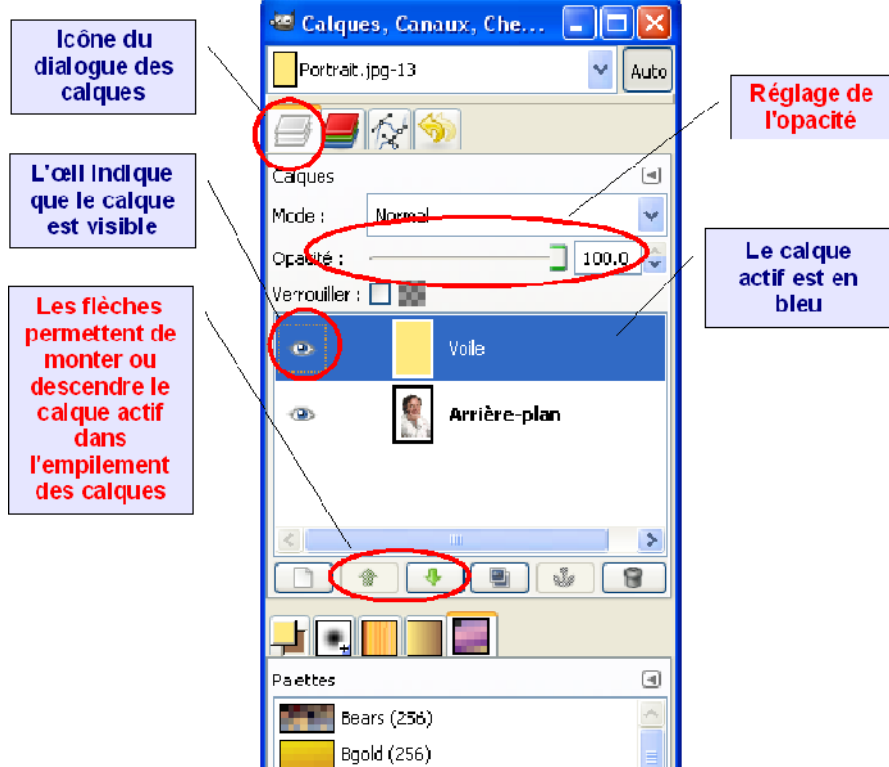 Icône du
dialogue des
calques
L'œil indique
que le calque
est visible
Les flèches
permettent de
monter ou
descendre le
calque actif
dans
l'empilement
des calques
Calques, Canaux, Che...
Portrait.jpg-13
Auto
Calques
Mode :
Normal
Opacité :
100.0
Verrouiller :
Voile
Arrière-plan
Palettes
Bears (256)
Bgold (256)
Réglage de
l'opacité
Le calque
actif est en
bleu